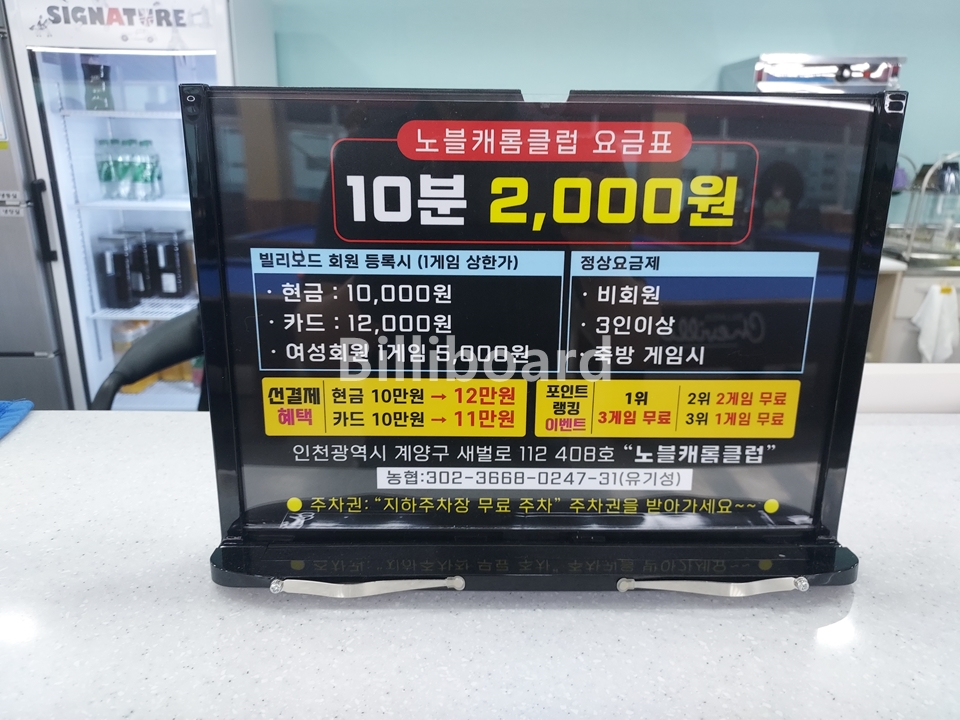 SIGNATURE
노블캐롬클럽 요금표
10분 2,000원
빌리보드 회원 등록시 (1게임 상한가)
· 현금 : 10,000원
· 카드 : 12,000원
· 여성회원 1게임 5,000원
정상요금제
· 비회원
· 3인이상
· 죽방 게임시
Billiboard
선결제 혜택
현금 10만원 → 12만원
카드 10만원 → 11만원
포인트 랭킹 이벤트
1위 3게임 무료
2위 2게임 무료
3위 1게임 무료
인천광역시 계양구 새벌로 112 408호 “노블캐롬클럽”
농협:302-3668-0247-31(유기성)
● 주차권: “지하주차장 무료 주차” 주차권을 받아가세요~~ ●